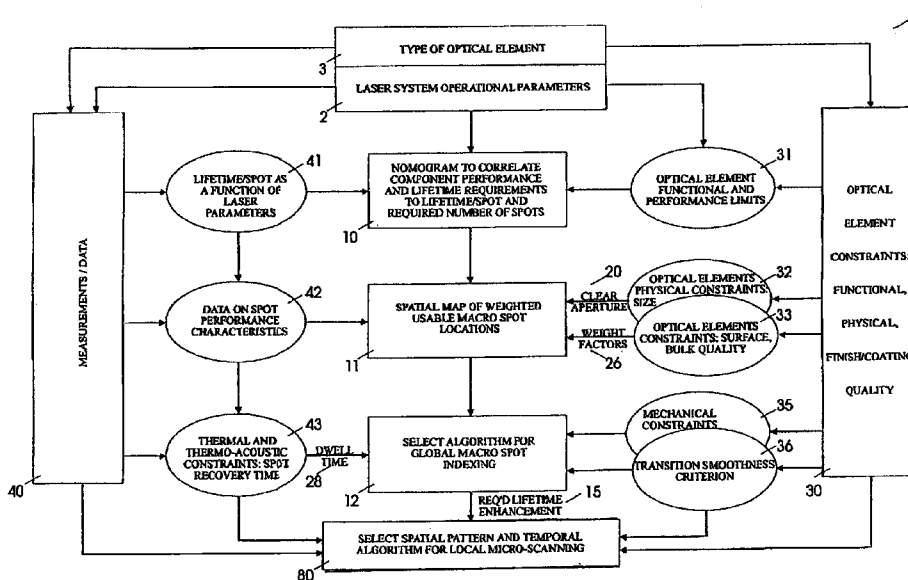 TYPE OF OPTICAL ELEMENT
3
LASER SYSTEM OPERATIONAL PARAMETERS
2
41
LIFETIME/SPOT AS
A FUNCTION OF
LASER
PARAMETERS
NOMOGRAM TO CORRELATE
COMPONENT PERFORMANCE
AND LIFETIME REQUIREMENTS
TO LIFETIME/SPOT AND
REQUIRED NUMBER OF SPOTS
10
31
OPTICAL ELEMENT
FUNCTIONAL AND
PERFORMANCE LIMITS
OPTICAL
ELEMENT
CONSTRAINTS:
FUNCTIONAL,
PHYSICAL,
FINISH/COATING
QUALITY
30
MEASUREMENTS / DATA
40
42
DATA ON SPOT
PERFORMANCE
CHARACTERISTICS
SPATIAL MAP OF WEIGHTED
USABLE MACRO SPOT
LOCATIONS
11
20
CLEAR
APERTURE
32
OPTICAL ELEMENTS
PHYSICAL CONSTRAINTS:
SIZE
33
OPTICAL ELEMENTS
CONSTRAINTS: SURFACE,
BULK QUALITY
WEIGHT
FACTORS
26
43
THERMAL AND
THERMO-ACOUSTIC
CONSTRAINTS: SPOT
RECOVERY TIME
DWELL
TIME
28
SELECT ALGORITHM FOR
GLOBAL MACRO SPOT
INDEXING
12
35
MECHANICAL
CONSTRAINTS
36
TRANSITION SMOOTHNESS
CRITERION
REQ'D LIFETIME
ENHANCEMENT
15
SELECT SPATIAL PATTERN AND TEMPORAL
ALGORITHM FOR LOCAL MICRO-SCANNING
80